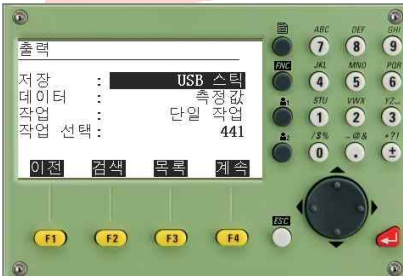 출력
저장 : USB 스틱
데이터 : 측정값
작업 : 단일 작업
작업 선택 : 441
이전 검색 목록 계속
F1 F2 F3 F4
ABC DEF GHI
7 8 9
FNC JKL MNO PQR
4 5 6
STU VWX YZ
1 2 3
/$% _@& *?!
0 . ±
ESC